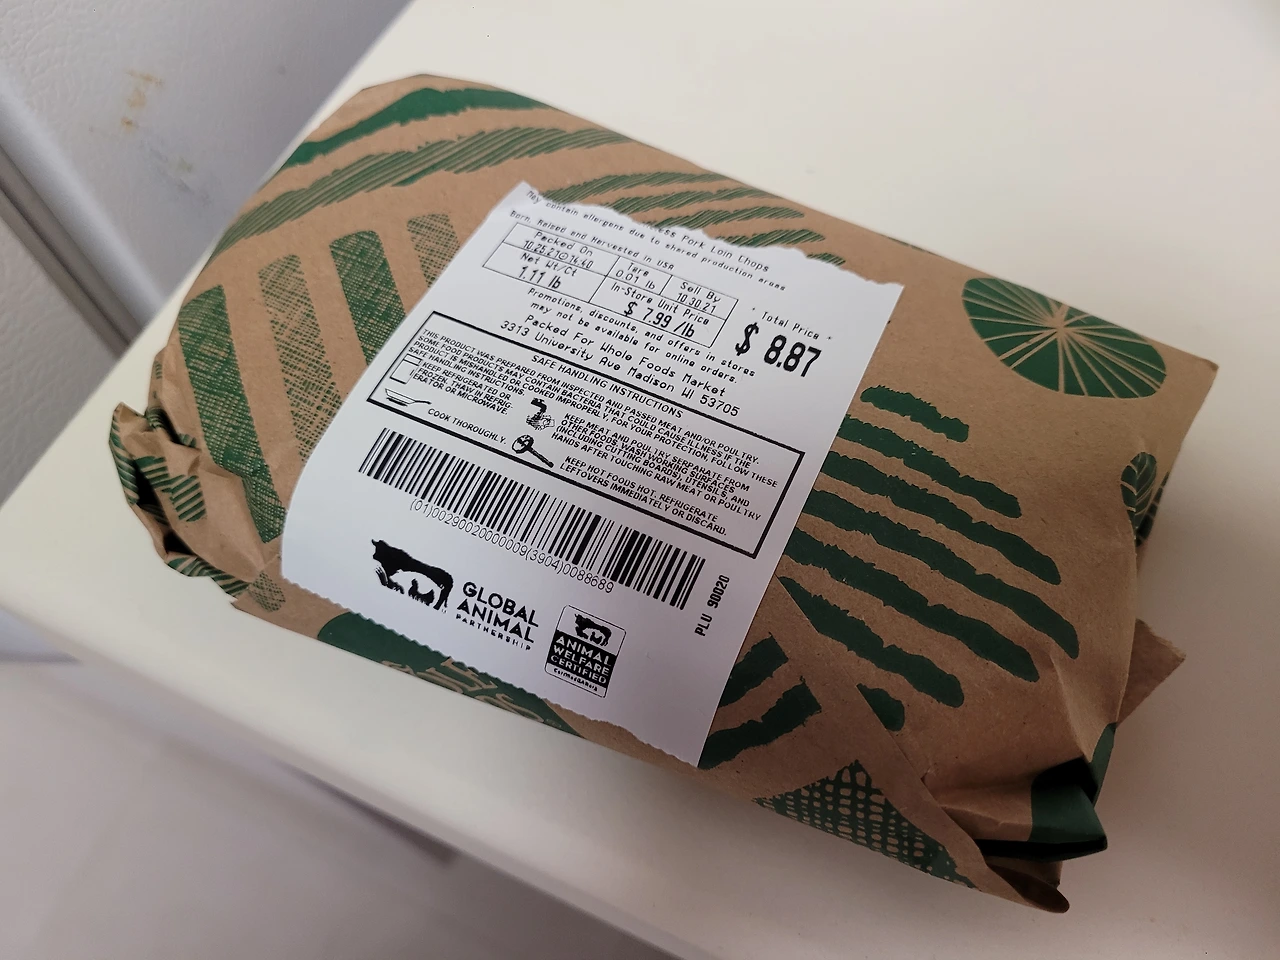 ess Pork Loin Chops
May contain allergens due to shared production areas
Born, Raised and Harvested in USA
Packed On
10.25.21@14:40
Tare
0.01 lb
Sell By
10.30.21
Net Wt/Ct
1.11 lb
In-Store Unit Price
$ 7.99 /lb
* Total Price *
$ 8.87
Promotions, discounts, and offers in stores
may not be available for online orders.
Packed For Whole Foods Market
3313 University Ave Madison WI 53705
SAFE HANDLING INSTRUCTIONS
THIS PRODUCT WAS PREPARED FROM INSPECTED AND PASSED MEAT AND/OR POULTRY.
SOME FOOD PRODUCTS MAY CONTAIN BACTERIA THAT COULD CAUSE ILLNESS IF THE
PRODUCT IS MISHANDLED OR COOKED IMPROPERLY. FOR YOUR PROTECTION, FOLLOW THESE
SAFE HANDLING INSTRUCTIONS:
KEEP REFRIGERATED OR
FROZEN. THAW IN REFRIG-
ERATOR OR MICROWAVE.
KEEP MEAT AND POULTRY SEPARATE FROM
OTHER FOODS. WASH WORKING SURFACES
(INCLUDING CUTTING BOARDS), UTENSILS, AND
HANDS AFTER TOUCHING RAW MEAT OR POULTRY
COOK THOROUGHLY.
KEEP HOT FOODS HOT. REFRIGERATE
LEFTOVERS IMMEDIATELY OR DISCARD.
(01)00290020000009(3904)0088689
PLU 90020
GLOBAL
ANIMAL
PARTNERSHIP
ANIMAL
WELFARE
CERTIFIED